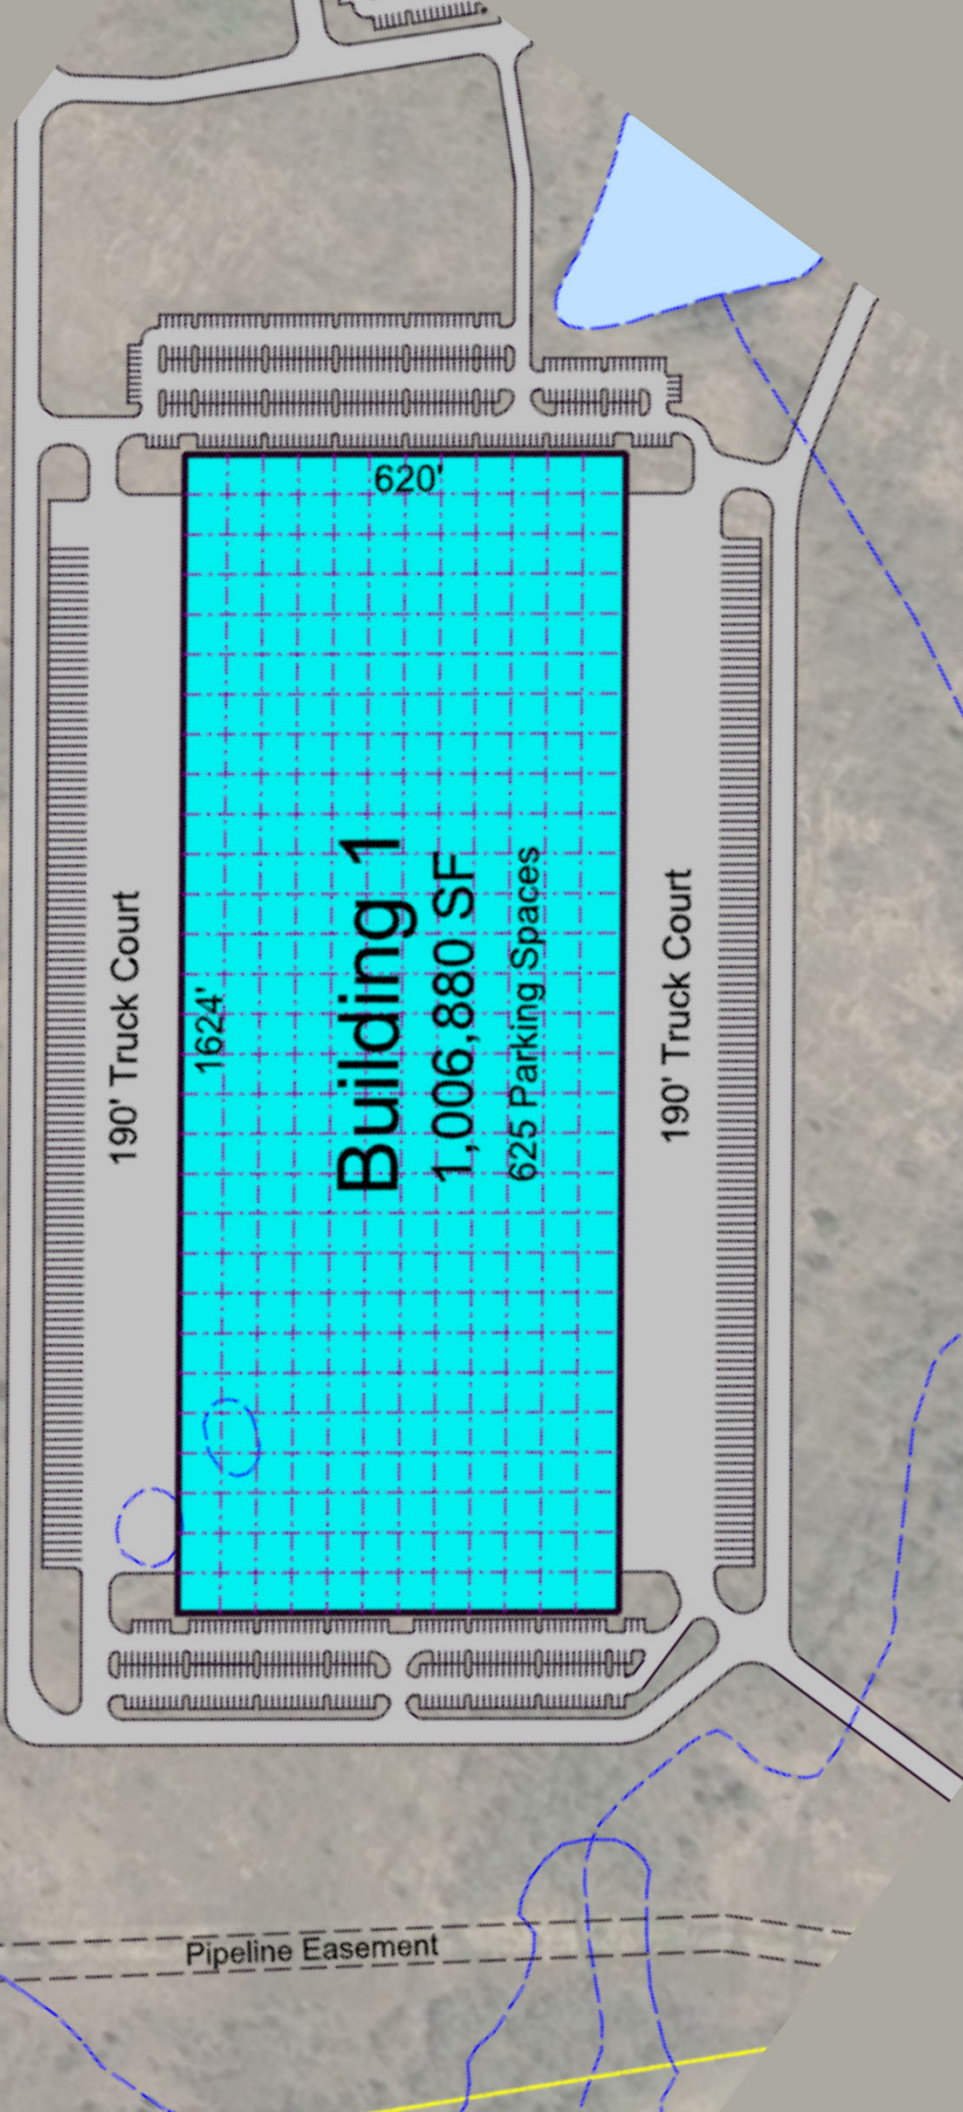 620'
190' Truck Court
1624'
Building 1
1,006,880 SF
625 Parking Spaces
190' Truck Court
Pipeline Easement